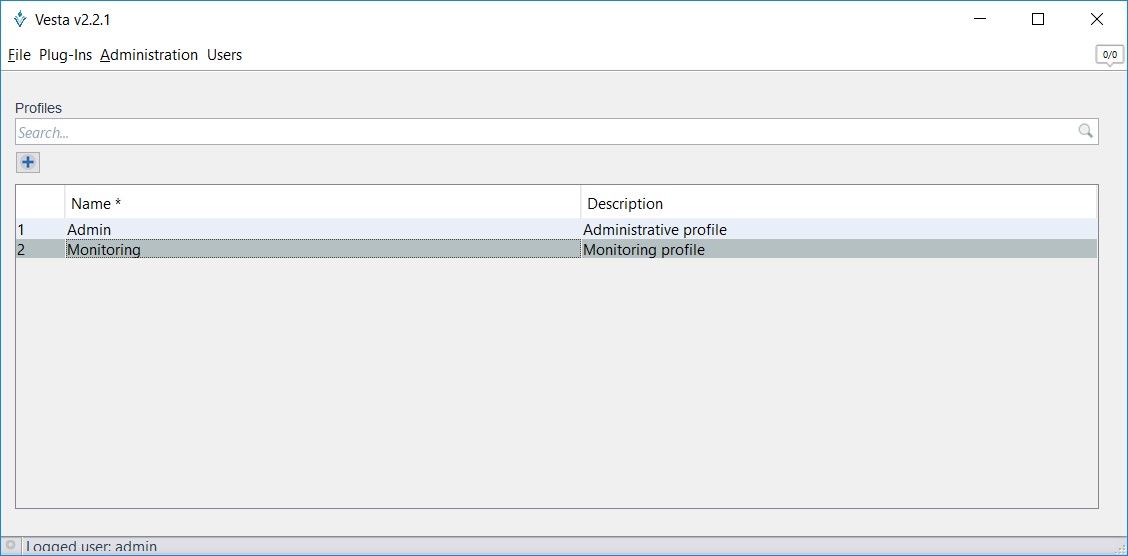 Vesta v2.2.1
File Plug-Ins Administration Users
0/0
Profiles
Search...
Name * Description
1 Admin Administrative profile
2 Monitoring Monitoring profile
Logged user: admin